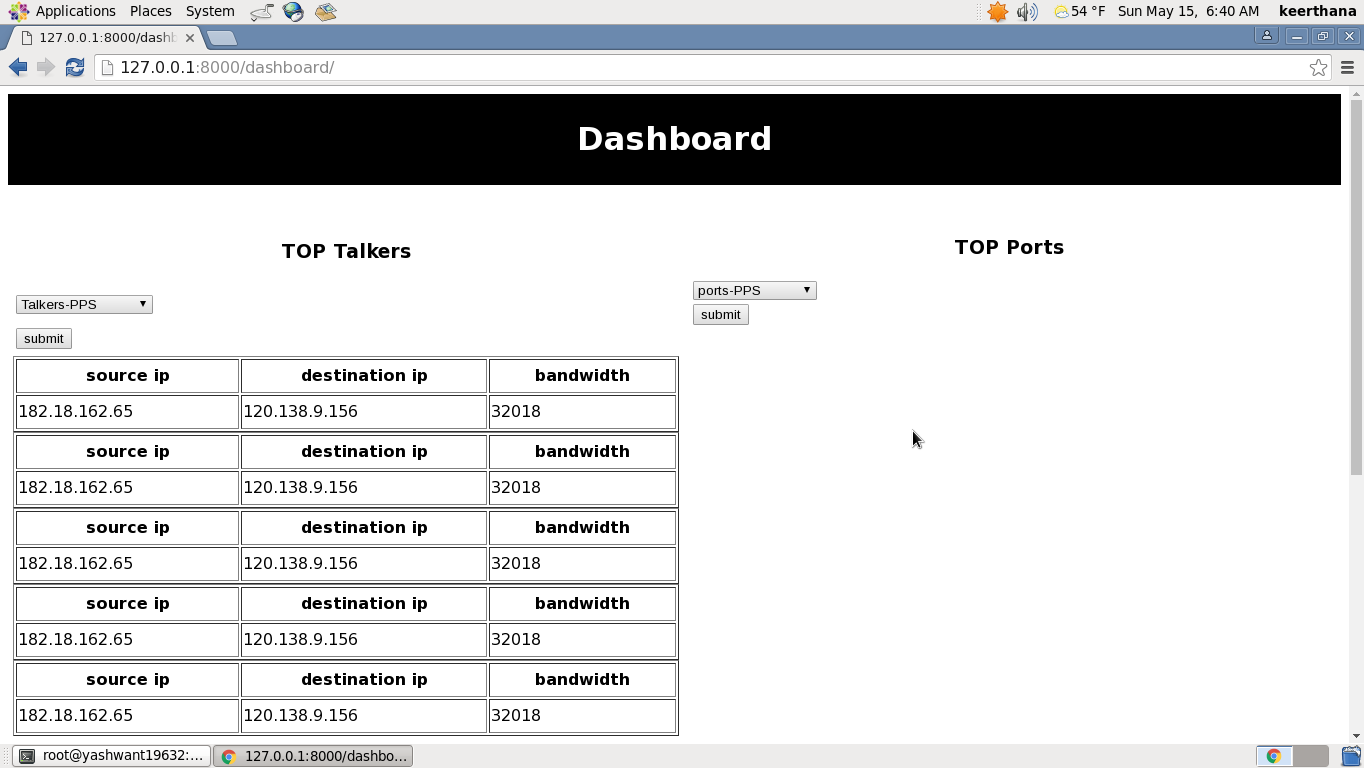 Applications Places System 54 °F Sun May 15, 6:40 AM keerthana
127.0.0.1:8000/dashb
127.0.0.1:8000/dashboard/
Dashboard
TOP Talkers
Talkers-PPS
submit
source ip destination ip bandwidth
182.18.162.65 120.138.9.156 32018
source ip destination ip bandwidth
182.18.162.65 120.138.9.156 32018
source ip destination ip bandwidth
182.18.162.65 120.138.9.156 32018
source ip destination ip bandwidth
182.18.162.65 120.138.9.156 32018
source ip destination ip bandwidth
182.18.162.65 120.138.9.156 32018
TOP Ports
ports-PPS
submit
root@yashwant19632:... 127.0.0.1:8000/dashbo...